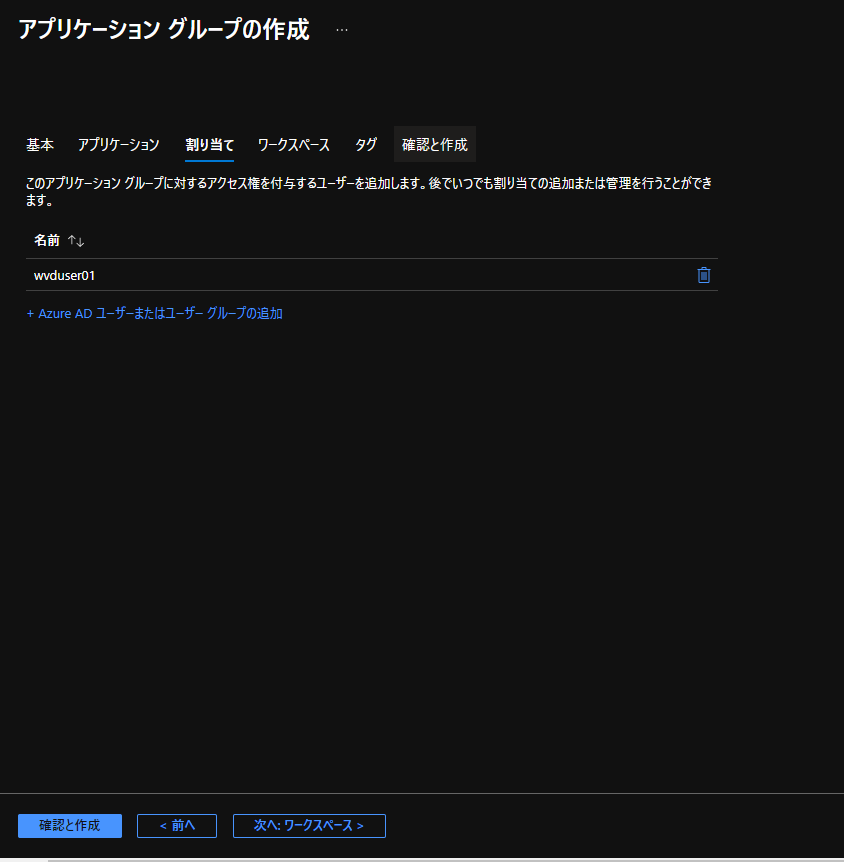 アプリケーション グループの作成 …
基本 アプリケーション 割り当て ワークスペース タグ 確認と作成
このアプリケーション グループに対するアクセス権を付与するユーザーを追加します。後でいつでも割り当ての追加または管理を行うことができ
ます。
名前 ↑↓
wvduser01
+ Azure AD ユーザーまたはユーザー グループの追加
確認と作成 < 前へ 次へ: ワークスペース >